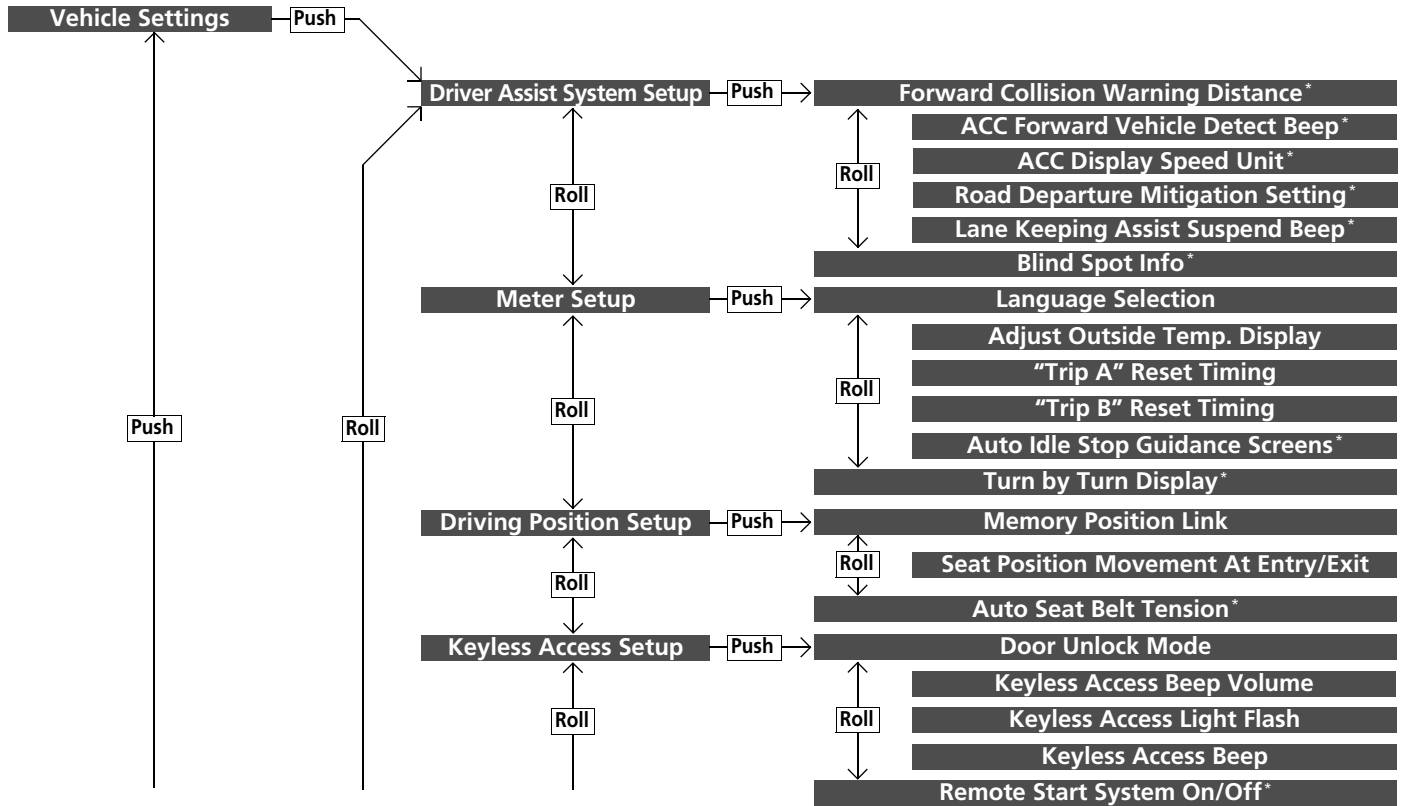 Vehicle Settings
Push
Driver Assist System Setup
Push
Forward Collision Warning Distance*
Roll
Roll
ACC Forward Vehicle Detect Beep*
ACC Display Speed Unit*
Road Departure Mitigation Setting*
Lane Keeping Assist Suspend Beep*
Blind Spot Info*
Meter Setup
Push
Language Selection
Push
Roll
Roll
Roll
Adjust Outside Temp. Display
“Trip A” Reset Timing
“Trip B” Reset Timing
Auto Idle Stop Guidance Screens*
Turn by Turn Display*
Driving Position Setup
Push
Memory Position Link
Roll
Roll
Seat Position Movement At Entry/Exit
Auto Seat Belt Tension*
Keyless Access Setup
Push
Door Unlock Mode
Roll
Roll
Keyless Access Beep Volume
Keyless Access Light Flash
Keyless Access Beep
Remote Start System On/Off*